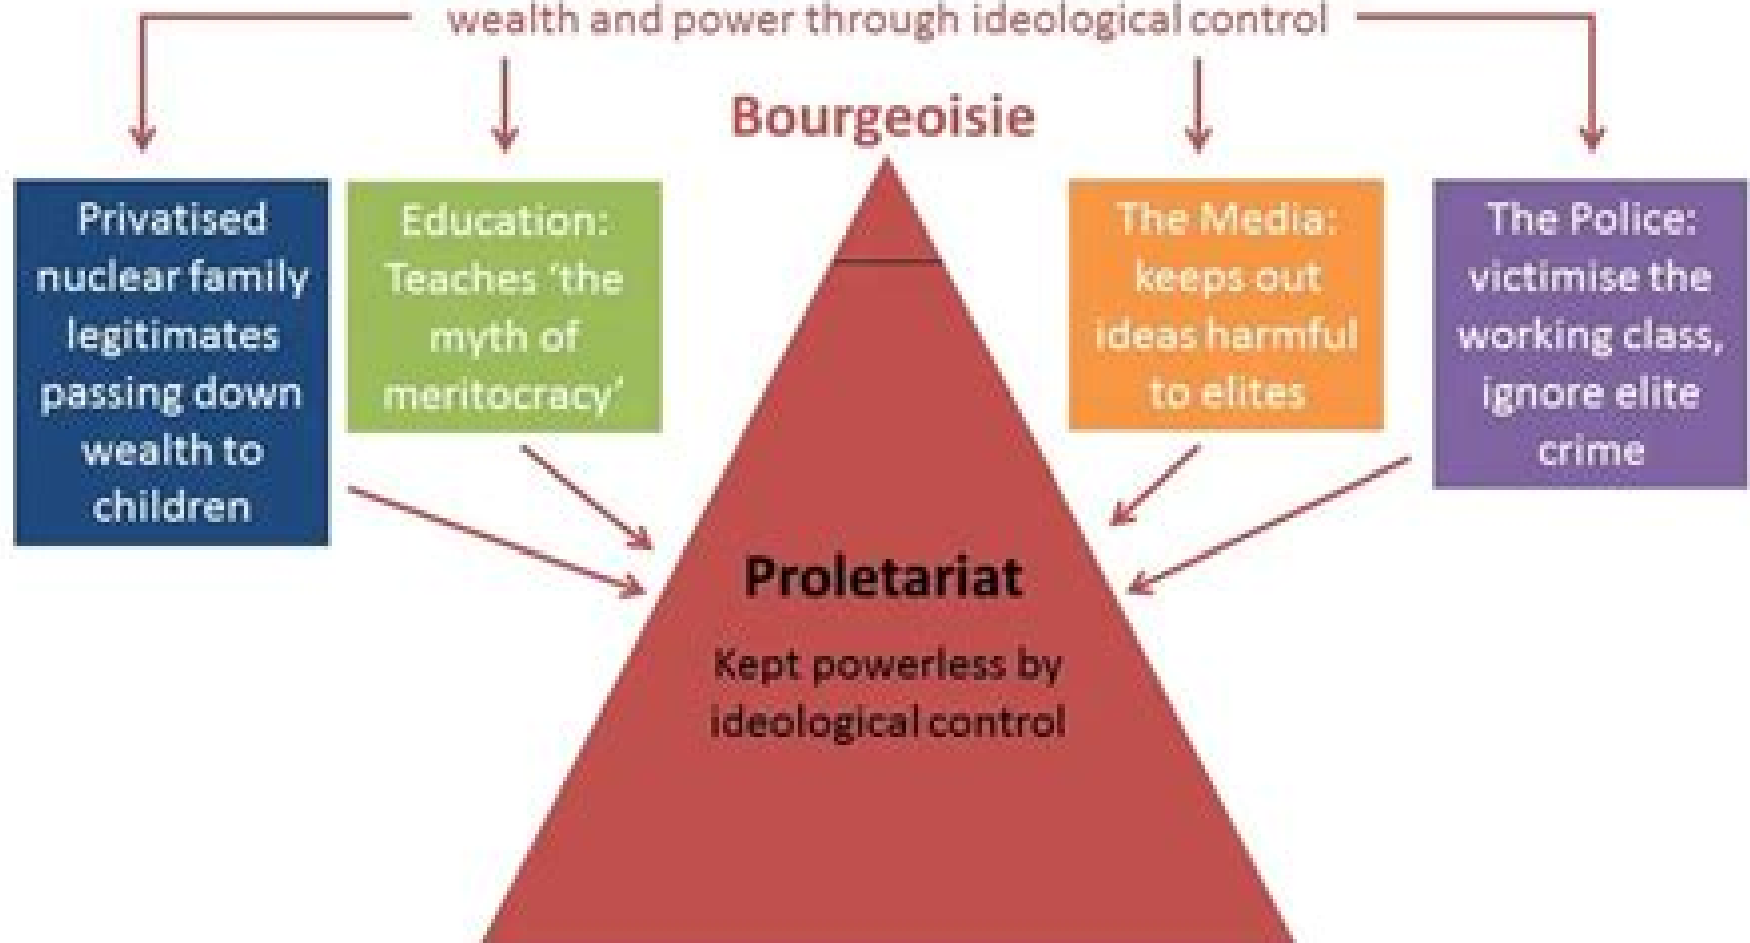 wealth and power through ideological control
Bourgeoisie
Privatised
nuclear family
legitimates
passing down
wealth to
children
Education:
Teaches ‘the
myth of
meritocracy’
The Media:
keeps out
ideas harmful
to elites
The Police:
victimise the
working class,
ignore elite
crime
Proletariat
Kept powerless by
ideological control